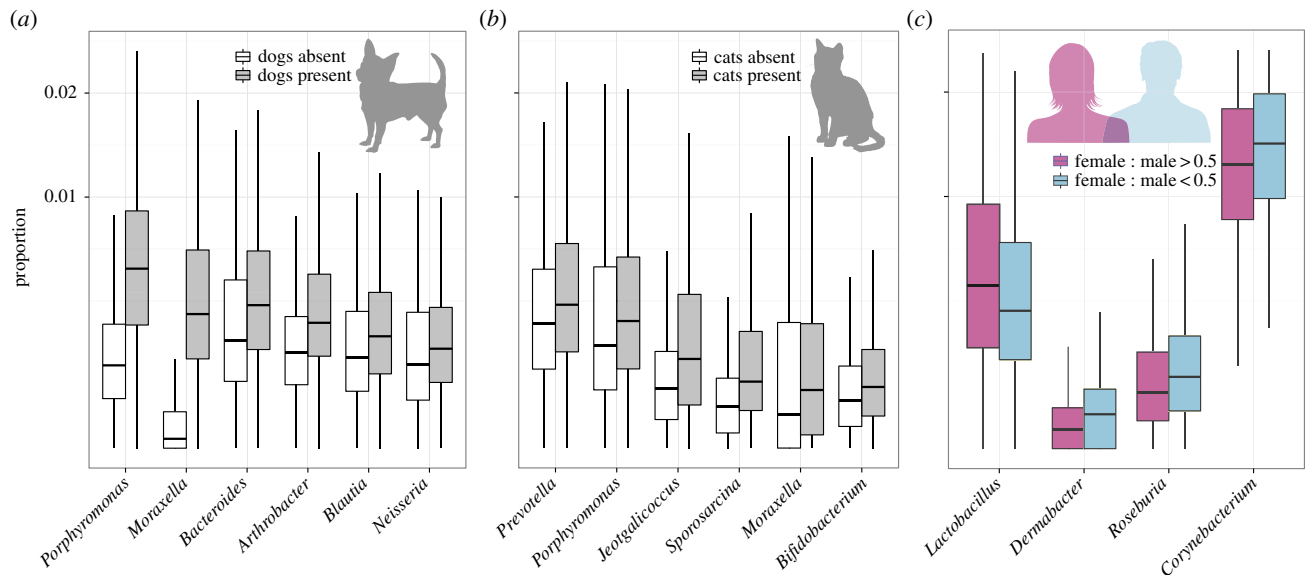 (a)
(b)
(c)
dogs absent
dogs present
cats absent
cats present
female : male > 0.5
female : male < 0.5
0.02
0.01
proportion
Porphyromonas
Moraxella
Bacteroides
Arthrobacter
Blautia
Neisseria
Prevotella
Porphyromonas
Jeotgalicoccus
Sporosarcina
Moraxella
Bifidobacterium
Lactobacillus
Dermabacter
Roseburia
Corynebacterium